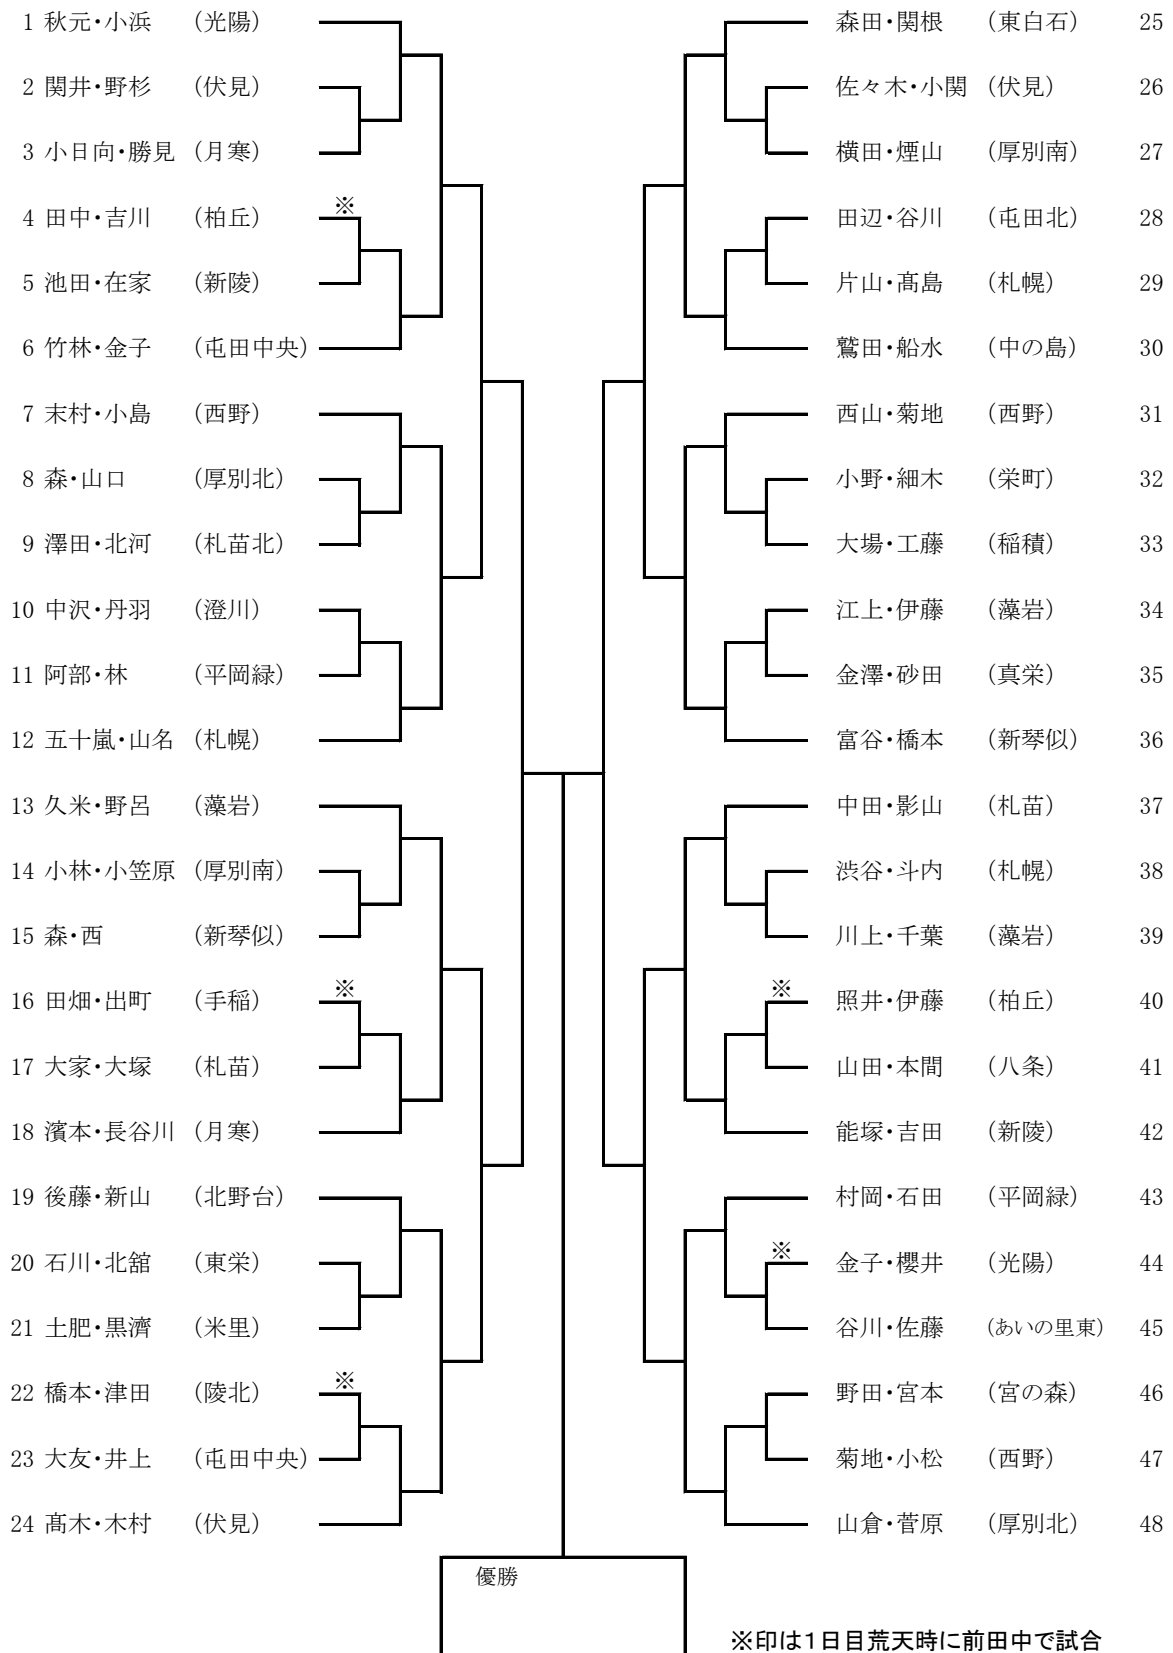 1 秋元・小浜 （光陽）
2 関井・野杉 （伏見）
3 小日向・勝見 （月寒）
4 田中・吉川 （柏丘） ※
5 池田・在家 （新陵）
6 竹林・金子 （屯田中央）
7 末村・小島 （西野）
8 森・山口 （厚別北）
9 澤田・北河 （札苗北）
10 中沢・丹羽 （澄川）
11 阿部・林 （平岡緑）
12 五十嵐・山名 （札幌）
13 久米・野呂 （藻岩）
14 小林・小笠原 （厚別南）
15 森・西 （新琴似）
16 田畑・出町 （手稲） ※
17 大家・大塚 （札苗）
18 濱本・長谷川 （月寒）
19 後藤・新山 （北野台）
20 石川・北舘 （東栄）
21 土肥・黒濟 （米里）
22 橋本・津田 （陵北） ※
23 大友・井上 （屯田中央）
24 髙木・木村 （伏見）
森田・関根 （東白石） 25
佐々木・小関 （伏見） 26
横田・煙山 （厚別南） 27
田辺・谷川 （屯田北） 28
片山・髙島 （札幌） 29
鷲田・船水 （中の島） 30
西山・菊地 （西野） 31
小野・細木 （栄町） 32
大場・工藤 （稲積） 33
江上・伊藤 （藻岩） 34
金澤・砂田 （真栄） 35
富谷・橋本 （新琴似） 36
中田・影山 （札苗） 37
渋谷・斗内 （札幌） 38
川上・千葉 （藻岩） 39
※ 照井・伊藤 （柏丘） 40
山田・本間 （八条） 41
能塚・吉田 （新陵） 42
村岡・石田 （平岡緑） 43
※ 金子・櫻井 （光陽） 44
谷川・佐藤 （あいの里東） 45
野田・宮本 （宮の森） 46
菊地・小松 （西野） 47
山倉・菅原 （厚別北） 48
優勝
※印は１日目荒天時に前田中で試合